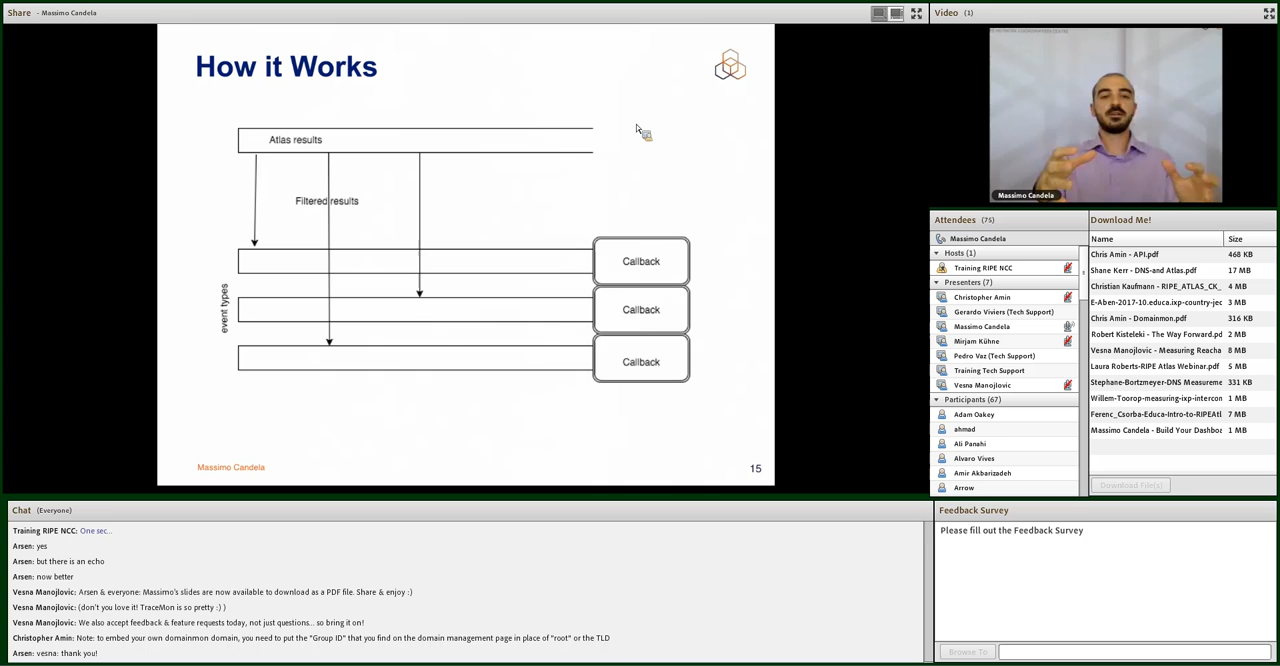 Share - Massimo Candela
How it Works
Atlas results
Filtered results
event types
Callback
Callback
Callback
Massimo Candela
15
Video (1)
Massimo Candela
Attendees (75)
Massimo Candela
Hosts (1)
Training RIPE NCC
Presenters (7)
Christopher Amin
Gerardo Viviers (Tech Support)
Massimo Candela
Mirjam Kühne
Pedro Vaz (Tech Support)
Training Tech Support
Vesna Manojlovic
Participants (67)
Adam Oakey
ahmad
Ali Panahi
Alvaro Vives
Amir Akbarizadeh
Arrow
Download Me!
Name Size
Chris Amin - API.pdf 468 KB
Shane Kerr - DNS-and Atlas.pdf 17 MB
Christian Kaufmann - RIPE_ATLAS_CK_ 4 MB
E-Aben-2017-10.educa.ixp-country-jec 3 MB
Chris Amin - Domainmon.pdf 316 KB
Robert Kisteleki - The Way Forward.pd 2 MB
Vesna Manojlovic - Measuring Reacha 8 MB
Laura Roberts-RIPE Atlas Webinar.pdf 5 MB
Stephane-Bortzmeyer-DNS Measureme 331 KB
Willem-Toorop-measuring-ixp-intercon 1 MB
Ferenc_Csorba-Educa-Intro-to-RIPEAtl 7 MB
Massimo Candela - Build Your Dashboa 1 MB
Download File(s)
Chat (Everyone)
Training RIPE NCC: One sec...
Arsen: yes
Arsen: but there is an echo
Arsen: now better
Vesna Manojlovic: Arsen & everyone: Massimo's slides are now available to download as a PDF file. Share & enjoy :)
Vesna Manojlovic: (don't you love it! TraceMon is so pretty :) )
Vesna Manojlovic: We also accept feedback & feature requests today, not just questions... so bring it on!
Christopher Amin: Note: to embed your own domainmon domain, you need to put the "Group ID" that you find on the domain management page in place of "root" or the TLD
Arsen: vesna: thank you!
Feedback Survey
Please fill out the Feedback Survey
Browse To